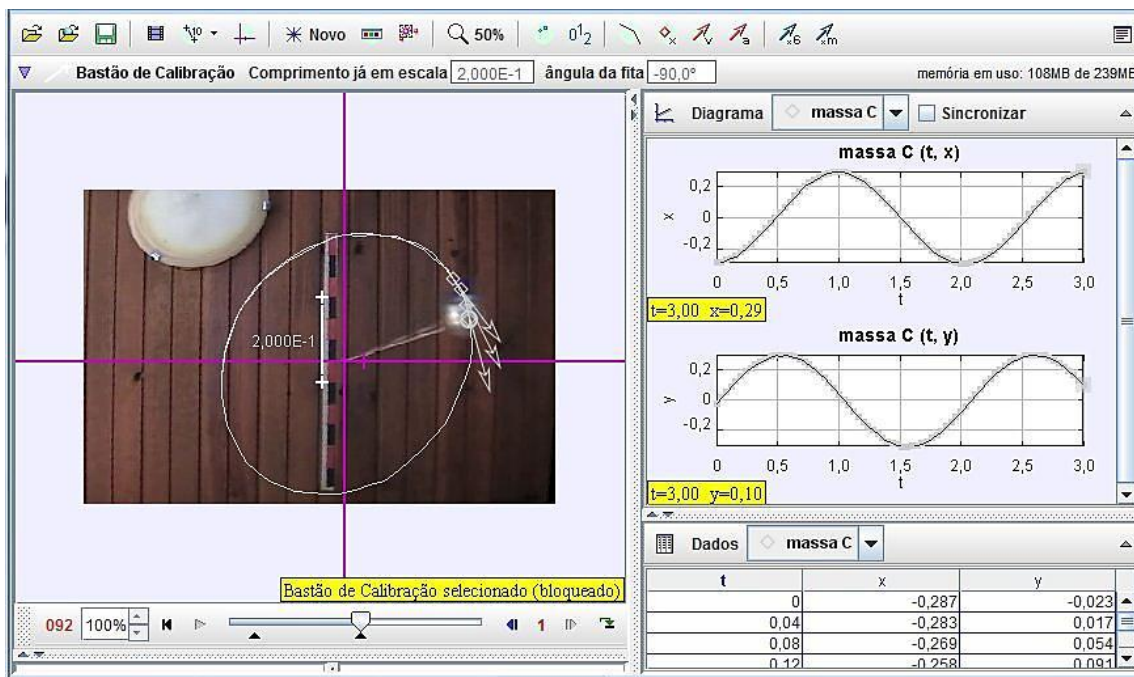 Novo 50%
Bastão de Calibração Comprimento já em escala 2,000E-1 ângula da fita -90,0° memória em uso: 108MB de 239MB
Diagrama massa C Sincronizar
massa C (t, x)
0,2
x 0
-0,2
0 0,5 1,0 1,5 2,0 2,5 3,0
t
t=3,00 x=0,29
2,000E-1
massa C (t, y)
0,2
y 0
-0,2
0 0,5 1,0 1,5 2,0 2,5 3,0
t
t=3,00 y=0,10
Dados massa C
t x y
0 -0,287 -0,023
0,04 -0,283 0,017
0,08 -0,269 0,054
0,12 -0,258 0,091
Bastão de Calibração selecionado (bloqueado)
092 100% 1